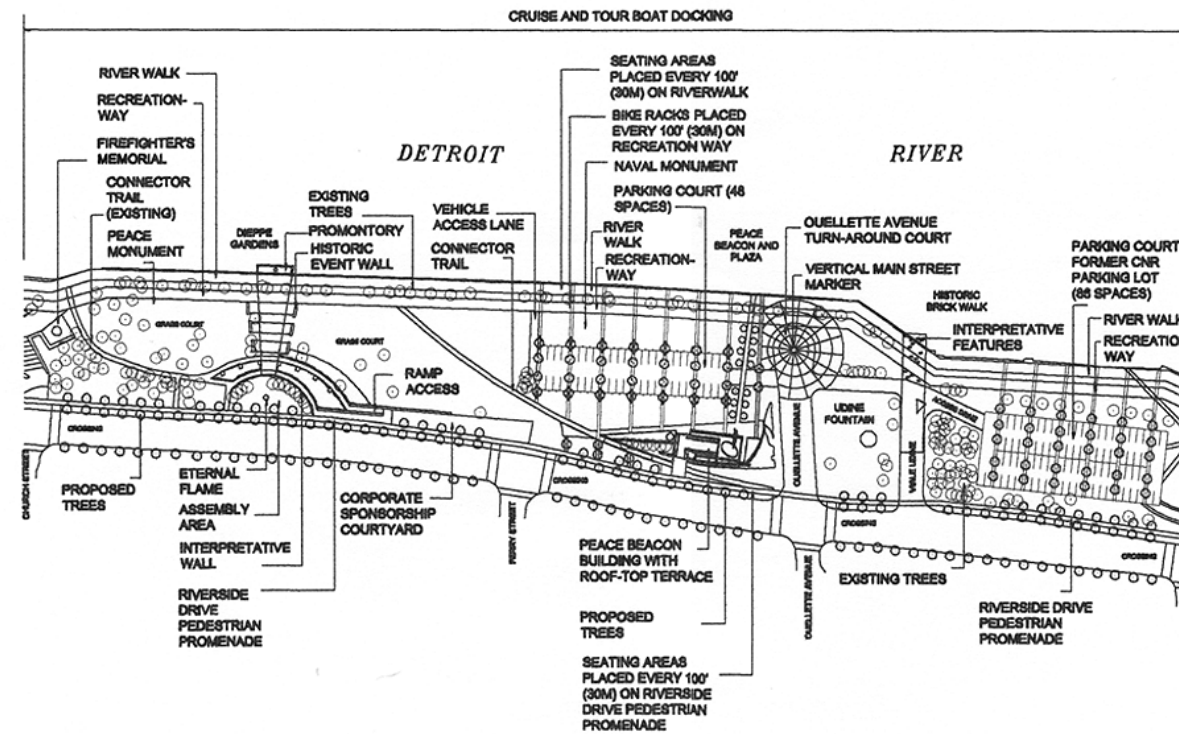 CRUISE AND TOUR BOAT DOCKING
RIVER WALK
RECREATION-
WAY
FIREFIGHTER'S
MEMORIAL
CONNECTOR
TRAIL
(EXISTING)
PEACE
MONUMENT
DIEPPE
GARDENS
EXISTING
TREES
PROMONTORY
HISTORIC
EVENT WALL
DETROIT
VEHICLE
ACCESS LANE
CONNECTOR
TRAIL
SEATING AREAS
PLACED EVERY 100'
(30M) ON RIVERWALK
BIKE RACKS PLACED
EVERY 100' (30M) ON
RECREATION WAY
NAVAL MONUMENT
PARKING COURT (48
SPACES)
RIVER
WALK
RECREATION-
WAY
PEACE
BEACON AND
PLAZA
RIVER
OUELLETTE AVENUE
TURN-AROUND COURT
VERTICAL MAIN STREET
MARKER
HISTORIC
BRICK WALK
INTERPRETATIVE
FEATURES
PARKING COURT
FORMER CNR
PARKING LOT
(86 SPACES)
RIVER WALK
RECREATIO
WAY
GRASS COURT
GRASS COURT
RAMP
ACCESS
UDINE
FOUNTAIN
OUELLETTE AVENUE
ACCESS DRIVE
CROSSING
CHURCH STREET
PROPOSED
TREES
ETERNAL
FLAME
ASSEMBLY
AREA
INTERPRETATIVE
WALL
RIVERSIDE
DRIVE
PEDESTRIAN
PROMENADE
CORPORATE
SPONSORSHIP
COURTYARD
FERRY STREET
CROSSING
PEACE BEACON
BUILDING WITH
ROOF-TOP TERRACE
PROPOSED
TREES
SEATING AREAS
PLACED EVERY 100'
(30M) ON RIVERSIDE
DRIVE PEDESTRIAN
PROMENADE
OUELLETTE AVENUE
CROSSING
EXISTING TREES
CROSSING
RIVERSIDE DRIVE
PEDESTRIAN
PROMENADE